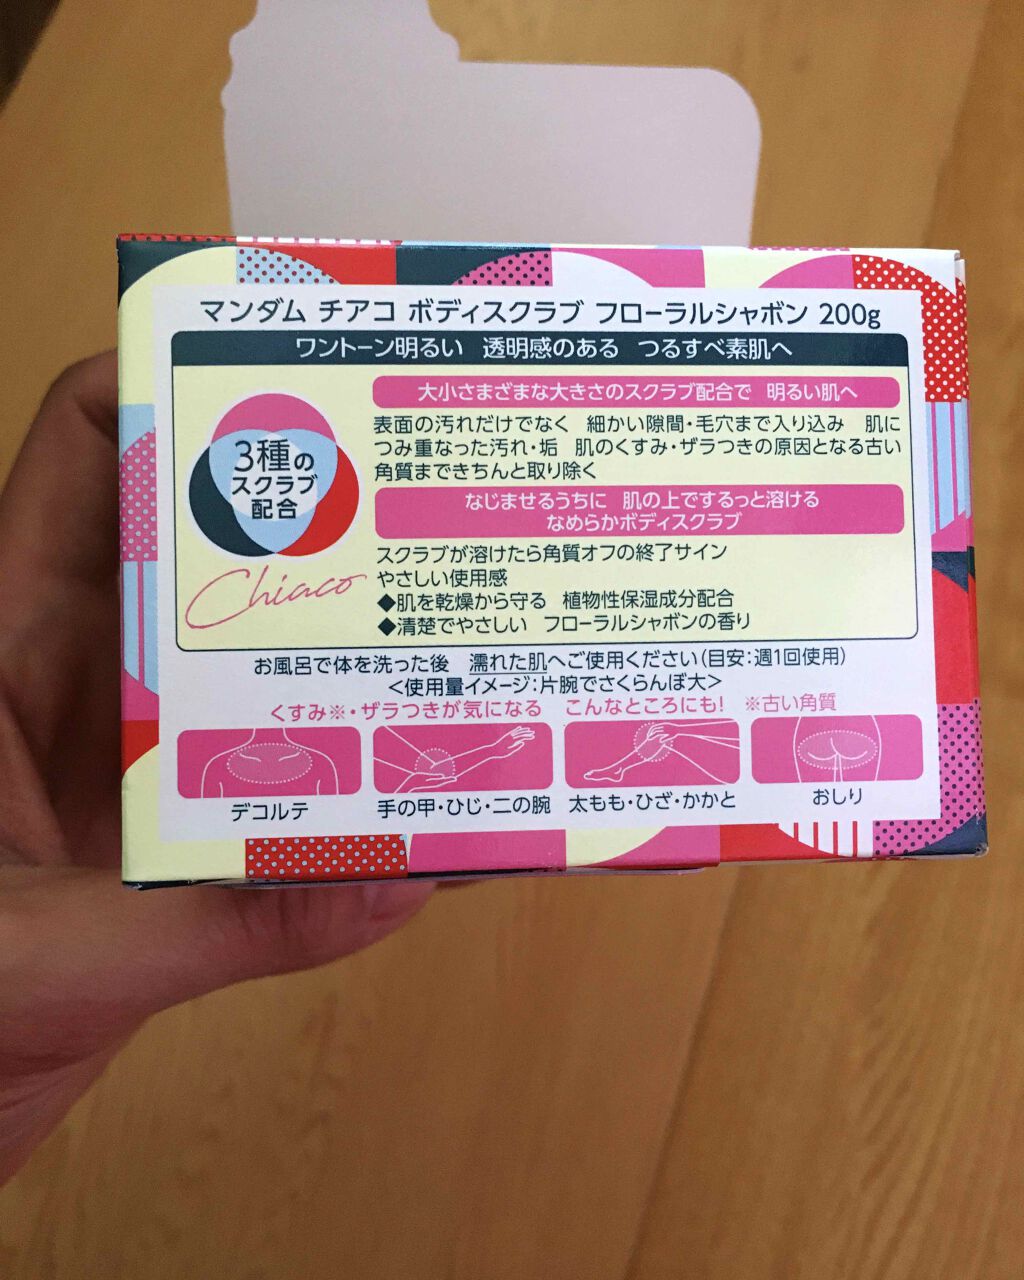 マンダム チアコ ボディスクラブ フローラルシャボン 200g
ワントーン明るい 透明感のある つるすべ素肌へ
3種の
スクラブ
配合
Chiaco
大小さまざまな大きさのスクラブ配合で 明るい肌へ
表面の汚れだけでなく 細かい隙間・毛穴まで入り込み 肌に
つみ重なった汚れ・垢 肌のくすみ・ザラつきの原因となる古い
角質まできちんと取り除く
なじませるうちに 肌の上でするっと溶ける
なめらかボディスクラブ
スクラブが溶けたら角質オフの終了サイン
やさしい使用感
◆肌を乾燥から守る 植物性保湿成分配合
◆清楚でやさしい フローラルシャボンの香り
お風呂で体を洗った後 濡れた肌へご使用ください(目安:週1回使用)
<使用量イメージ:片腕でさくらんぼ大>
くすみ※・ザラつきが気になる こんなところにも! ※古い角質
デコルテ
手の甲・ひじ・二の腕
太もも・ひざ・かかと
おしり